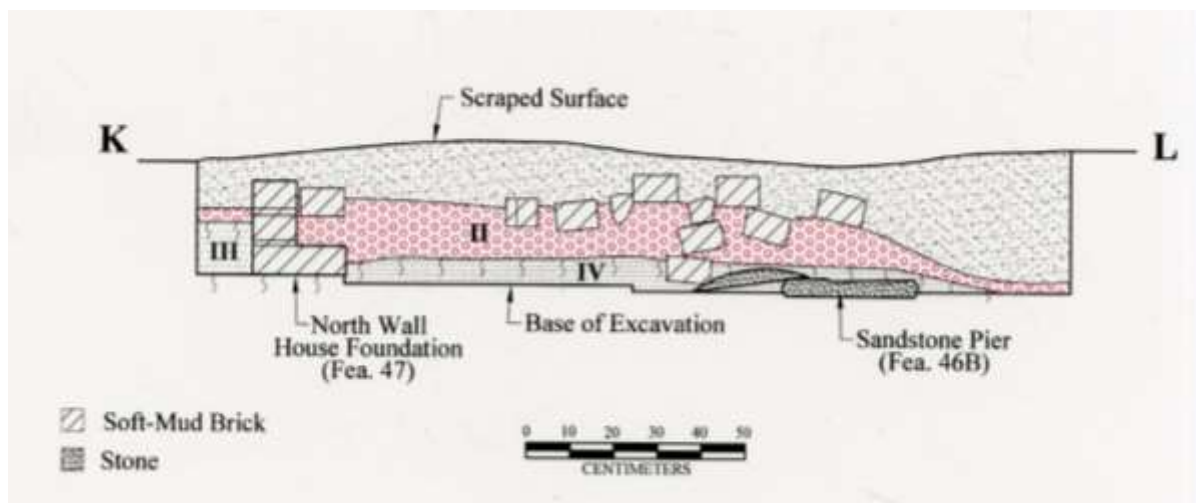 Scraped Surface
K
L
II
III
IV
North Wall
House Foundation
(Fea. 47)
Base of Excavation
Sandstone Pier
(Fea. 46B)
Soft-Mud Brick
Stone
0 10 20 30 40 50
CENTIMETERS